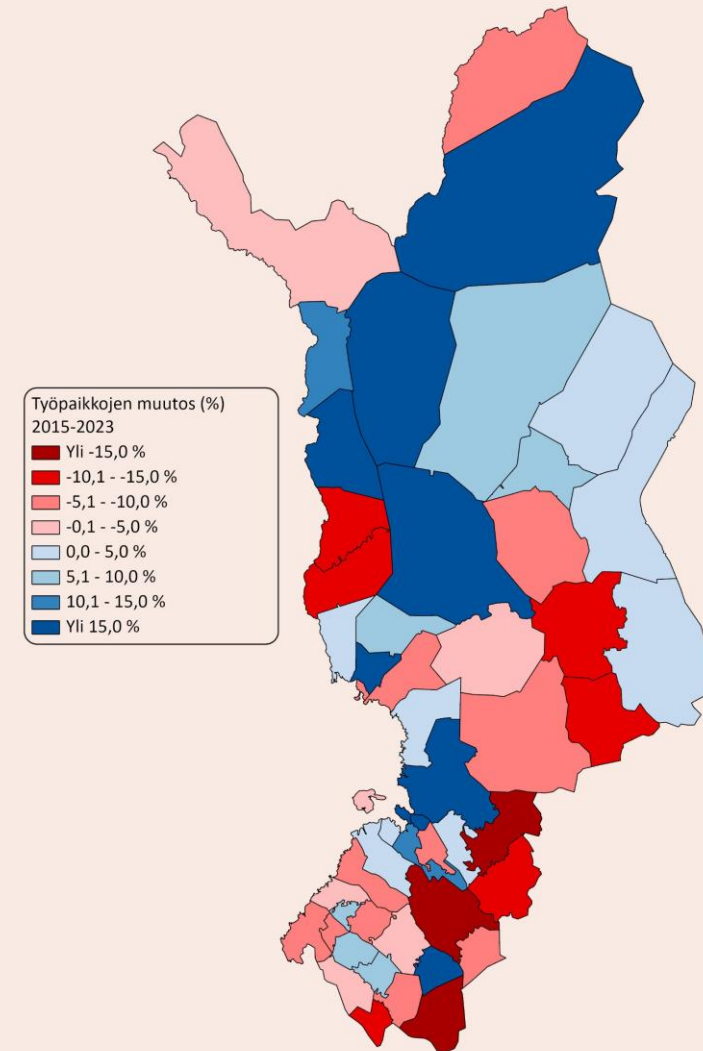 Työpaikkojen muutos (%)
2015-2023
Yli -15,0 %
-10,1 - -15,0 %
-5,1 - -10,0 %
-0,1 - -5,0 %
0,0 - 5,0 %
5,1 - 10,0 %
10,1 - 15,0 %
Yli 15,0 %